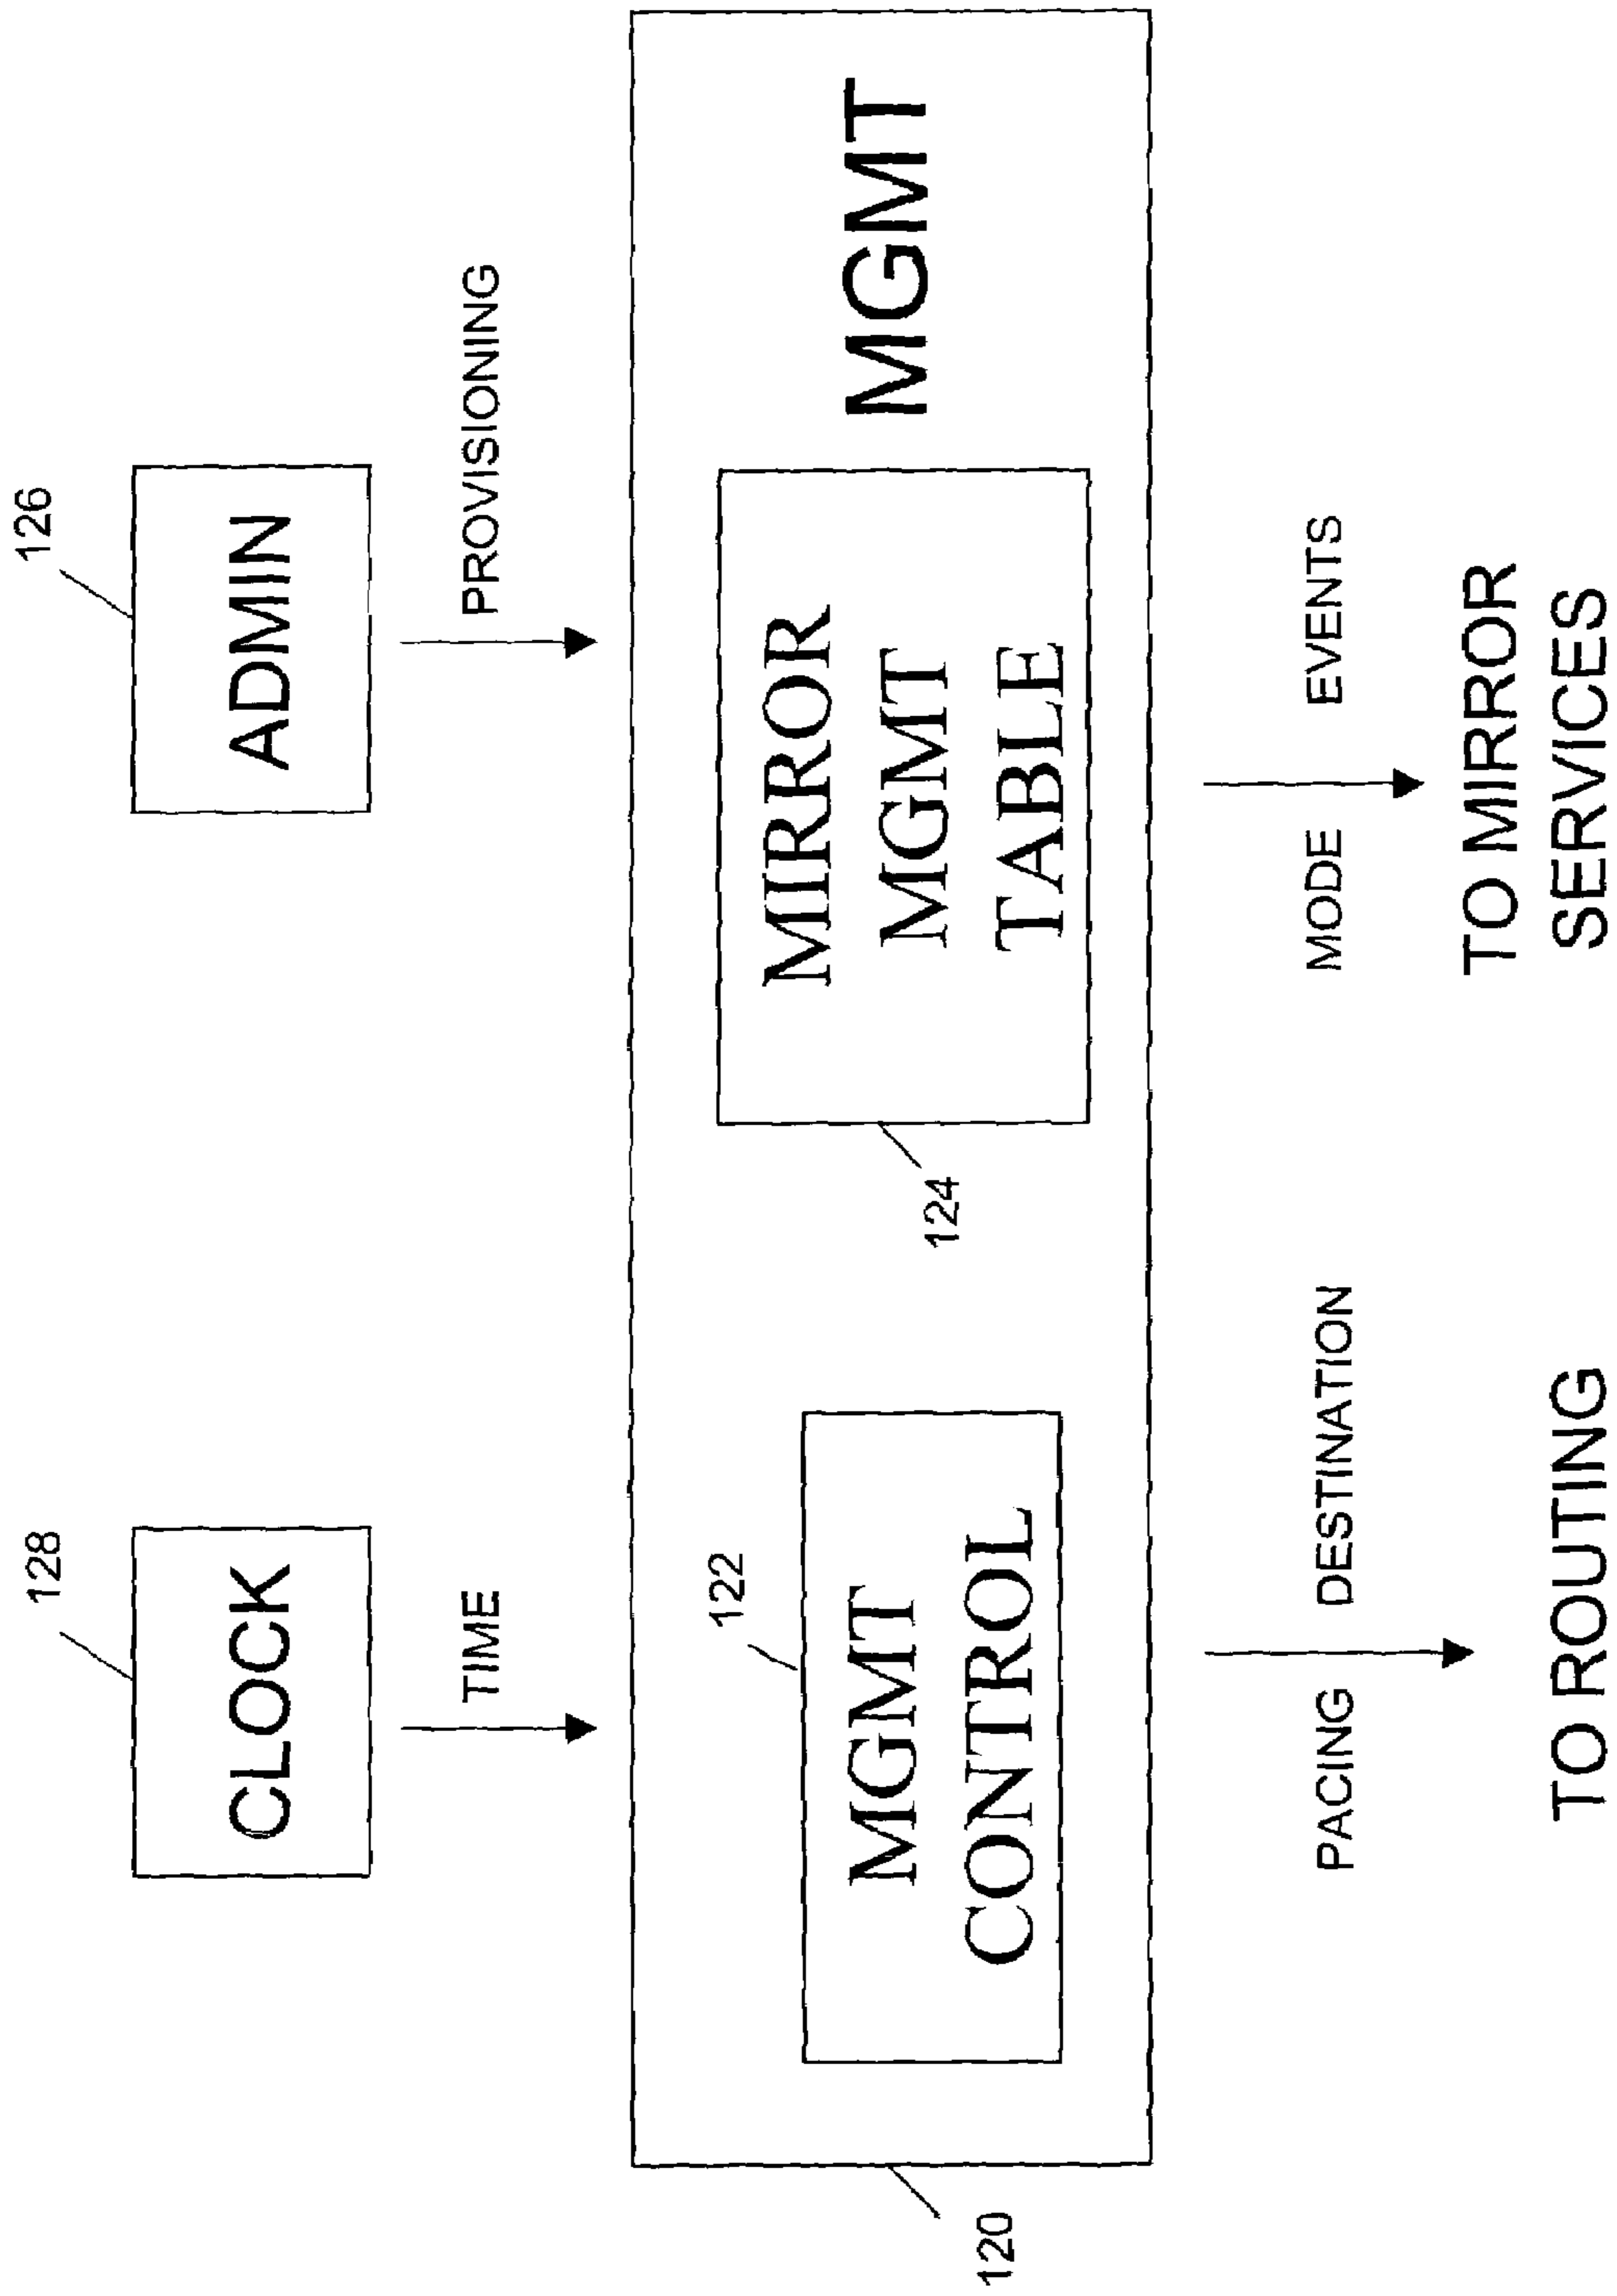 128
CLOCK
126
ADMIN
TIME
PROVISIONING
122
MGMT
CONTROL
124
MIRROR
MGMT
TABLE
MGMT
120
PACING DESTINATION
TO ROUTING
MODE EVENTS
TO MIRROR
SERVICES